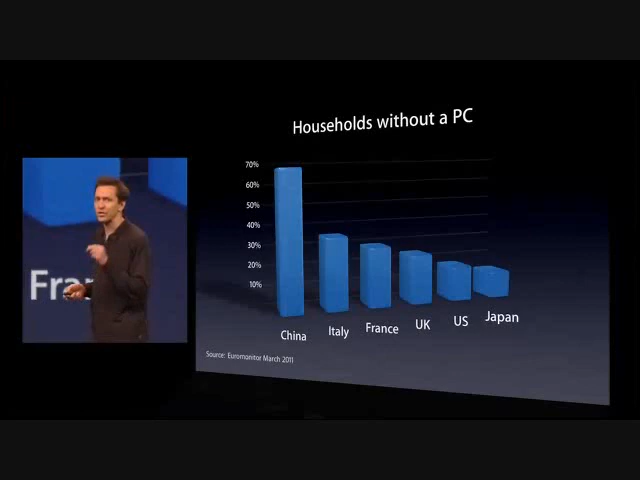 Households without a PC
70%
60%
50%
40%
30%
20%
10%
China
Italy
France
UK
US
Japan
Source: Euromonitor March 2011
Fra